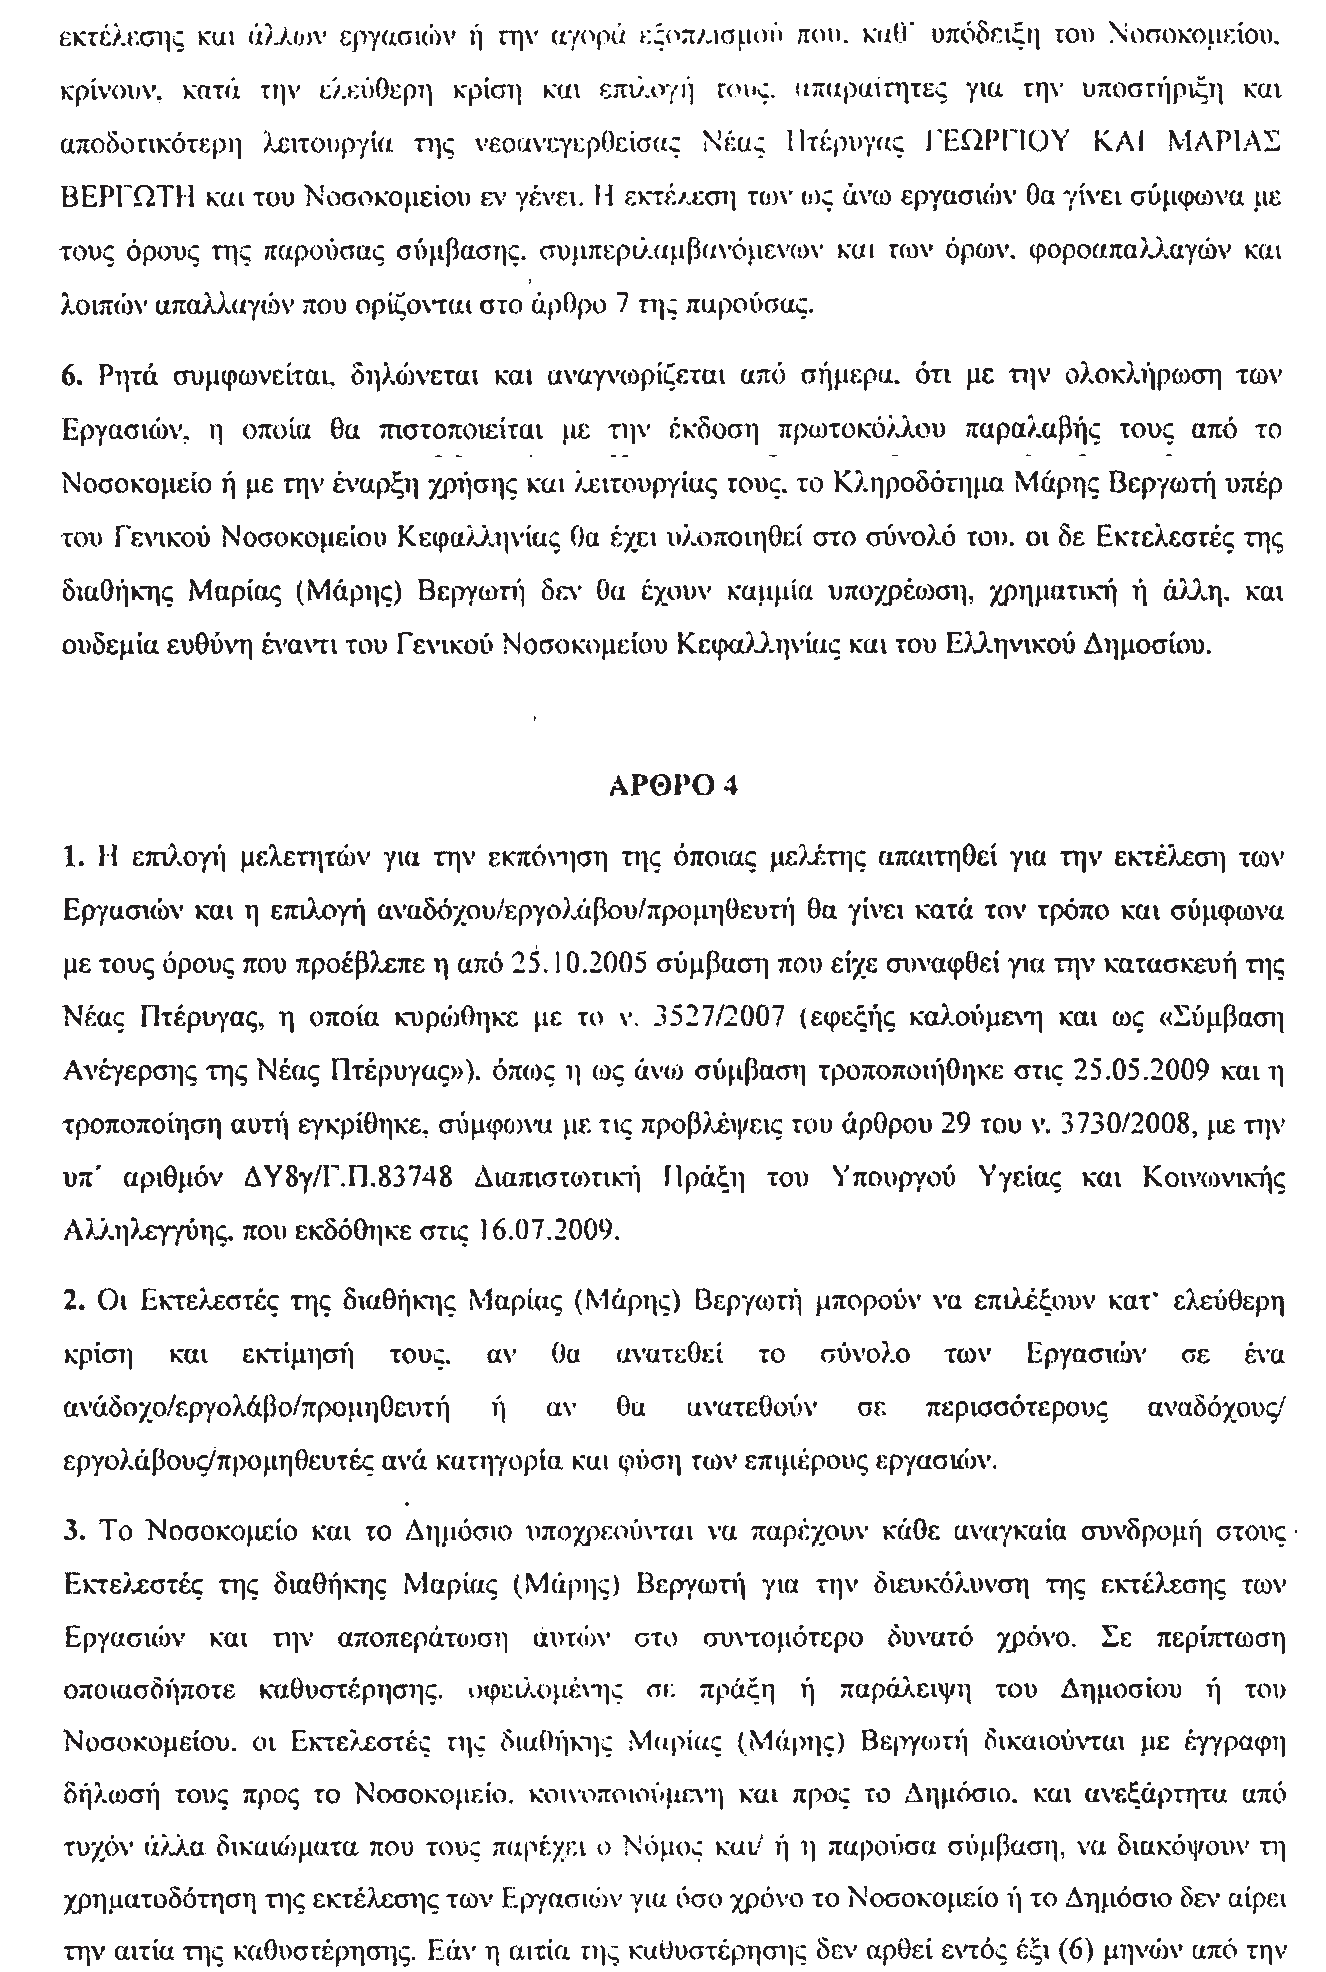 εκτέλεσης και άλλων εργασιών ή την αγορά εξοπλισμού που, καθ' υπόδειξη του Νοσοκομείου,
κρίνουν, κατά την ελεύθερη κρίση και επιλογή τους, απαραίτητες για την υποστήριξη και
αποδοτικότερη λειτουργία της νεοανεγερθείσας Νέας Πτέρυγας ΓΕΩΡΓΙΟΥ ΚΑΙ ΜΑΡΙΑΣ
ΒΕΡΓΩΤΗ και του Νοσοκομείου εν γένει. Η εκτέλεση των ως άνω εργασιών θα γίνει σύμφωνα με
τους όρους της παρούσας σύμβασης, συμπεριλαμβανόμενων και των όρων, φοροαπαλλαγών και
λοιπών απαλλαγών που ορίζονται στο άρθρο 7 της παρούσας.
6. Ρητά συμφωνείται, δηλώνεται και αναγνωρίζεται από σήμερα, ότι με την ολοκλήρωση των
Εργασιών, η οποία θα πιστοποιείται με την έκδοση πρωτοκόλλου παραλαβής τους από το
Νοσοκομείο ή με την έναρξη χρήσης και λειτουργίας τους, το Κληροδότημα Μάρης Βεργωτή υπέρ
του Γενικού Νοσοκομείου Κεφαλληνίας θα έχει υλοποιηθεί στο σύνολό του, οι δε Εκτελεστές της
διαθήκης Μαρίας (Μάρης) Βεργωτή δεν θα έχουν καμμία υποχρέωση, χρηματική ή άλλη, και
ουδεμία ευθύνη έναντι του Γενικού Νοσοκομείου Κεφαλληνίας και του Ελληνικού Δημοσίου.
ΑΡΘΡΟ 4
1. Η επιλογή μελετητών για την εκπόνηση της όποιας μελέτης απαιτηθεί για την εκτέλεση των
Εργασιών και η επιλογή αναδόχου/εργολάβου/προμηθευτή θα γίνει κατά τον τρόπο και σύμφωνα
με τους όρους που προέβλεπε η από 25.10.2005 σύμβαση που είχε συναφθεί για την κατασκευή της
Νέας Πτέρυγας, η οποία κυρώθηκε με το ν. 3527/2007 (εφεξής καλούμενη και ως «Σύμβαση
Ανέγερσης της Νέας Πτέρυγας»), όπως η ως άνω σύμβαση τροποποιήθηκε στις 25.05.2009 και η
τροποποίηση αυτή εγκρίθηκε, σύμφωνα με τις προβλέψεις του άρθρου 29 του ν. 3730/2008, με την
υπ' αριθμόν ΔΥ8γ/Γ.Π.83748 Διαπιστωτική Πράξη του Υπουργού Υγείας και Κοινωνικής
Αλληλεγγύης, που εκδόθηκε στις 16.07.2009.
2. Οι Εκτελεστές της διαθήκης Μαρίας (Μάρης) Βεργωτή μπορούν να επιλέξουν κατ' ελεύθερη
κρίση και εκτίμησή τους, αν θα ανατεθεί το σύνολο των Εργασιών σε ένα
ανάδοχο/εργολάβο/προμηθευτή ή αν θα ανατεθούν σε περισσότερους αναδόχους/
εργολάβους/προμηθευτές ανά κατηγορία και φύση των επιμέρους εργασιών.
3. Το Νοσοκομείο και το Δημόσιο υποχρεούνται να παρέχουν κάθε αναγκαία συνδρομή στους
Εκτελεστές της διαθήκης Μαρίας (Μάρης) Βεργωτή για την διευκόλυνση της εκτέλεσης των
Εργασιών και την αποπεράτωση αυτών στο συντομότερο δυνατό χρόνο. Σε περίπτωση
οποιασδήποτε καθυστέρησης, οφειλομένης σε πράξη ή παράλειψη του Δημοσίου ή του
Νοσοκομείου, οι Εκτελεστές της διαθήκης Μαρίας (Μάρης) Βεργωτή δικαιούνται με έγγραφη
δήλωσή τους προς το Νοσοκομείο, κοινοποιούμενη και προς το Δημόσιο, και ανεξάρτητα από
τυχόν άλλα δικαιώματα που τους παρέχει ο Νόμος και/ ή η παρούσα σύμβαση, να διακόψουν τη
χρηματοδότηση της εκτέλεσης των Εργασιών για όσο χρόνο το Νοσοκομείο ή το Δημόσιο δεν αίρει
την αιτία της καθυστέρησης. Εάν η αιτία της καθυστέρησης δεν αρθεί εντός έξι (6) μηνών από την